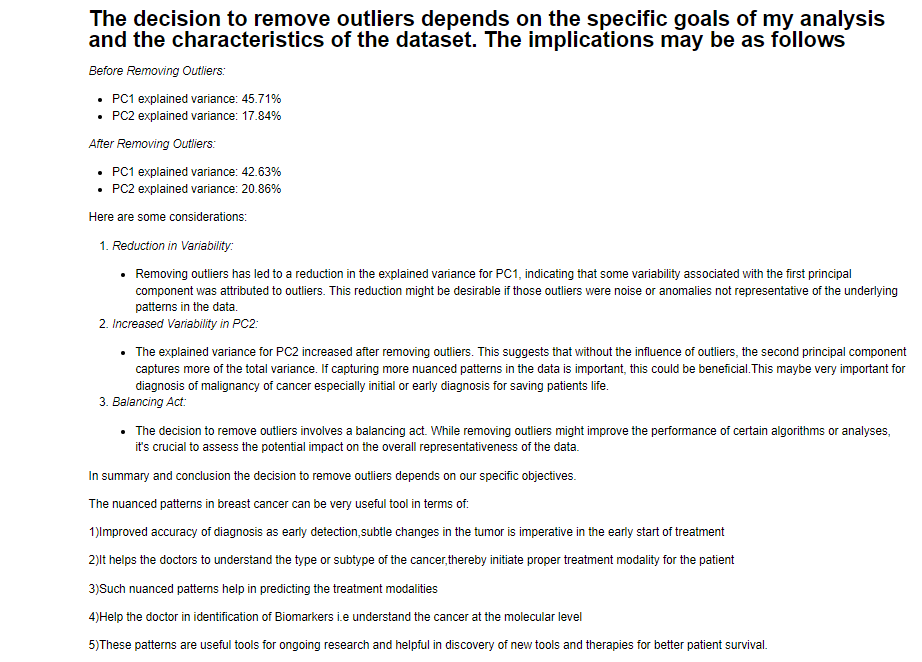 The decision to remove outliers depends on the specific goals of my analysis
and the characteristics of the dataset. The implications may be as follows
Before Removing Outliers:
• PC1 explained variance: 45.71%
• PC2 explained variance: 17.84%
After Removing Outliers:
• PC1 explained variance: 42.63%
• PC2 explained variance: 20.86%
Here are some considerations:
1. Reduction in Variability:
• Removing outliers has led to a reduction in the explained variance for PC1, indicating that some variability associated with the first principal
component was attributed to outliers. This reduction might be desirable if those outliers were noise or anomalies not representative of the underlying
patterns in the data.
2. Increased Variability in PC2:
• The explained variance for PC2 increased after removing outliers. This suggests that without the influence of outliers, the second principal component
captures more of the total variance. If capturing more nuanced patterns in the data is important, this could be beneficial.This maybe very important for
diagnosis of malignancy of cancer especially initial or early diagnosis for saving patients life.
3. Balancing Act:
• The decision to remove outliers involves a balancing act. While removing outliers might improve the performance of certain algorithms or analyses,
it's crucial to assess the potential impact on the overall representativeness of the data.
In summary and conclusion the decision to remove outliers depends on our specific objectives.
The nuanced patterns in breast cancer can be very useful tool in terms of:
1)Improved accuracy of diagnosis as early detection,subtle changes in the tumor is imperative in the early start of treatment
2)It helps the doctors to understand the type or subtype of the cancer,thereby initiate proper treatment modality for the patient
3)Such nuanced patterns help in predicting the treatment modalities
4)Help the doctor in identification of Biomarkers i.e understand the cancer at the molecular level
5)These patterns are useful tools for ongoing research and helpful in discovery of new tools and therapies for better patient survival.